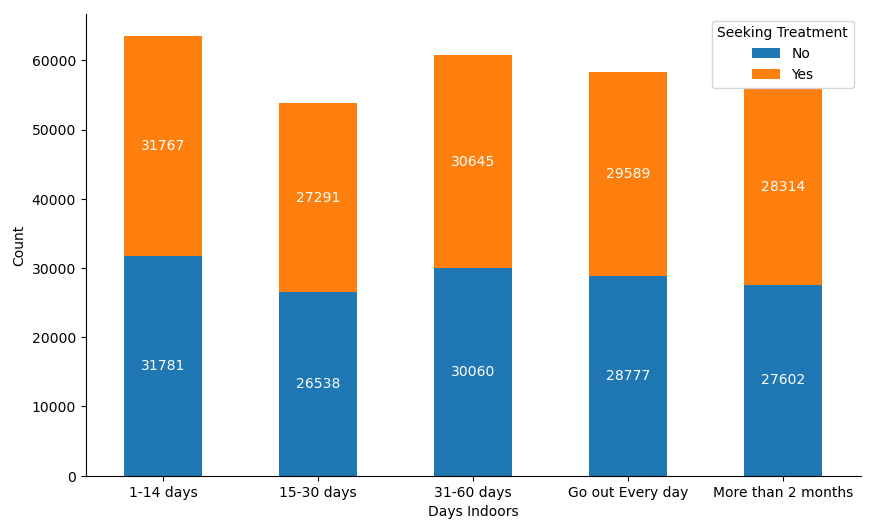 Seeking Treatment
No
Yes
60000
50000
40000
30000
20000
10000
0
Count
31767
27291
30645
29589
28314
31781
26538
30060
28777
27602
1-14 days
15-30 days
31-60 days
Go out Every day
More than 2 months
Days Indoors